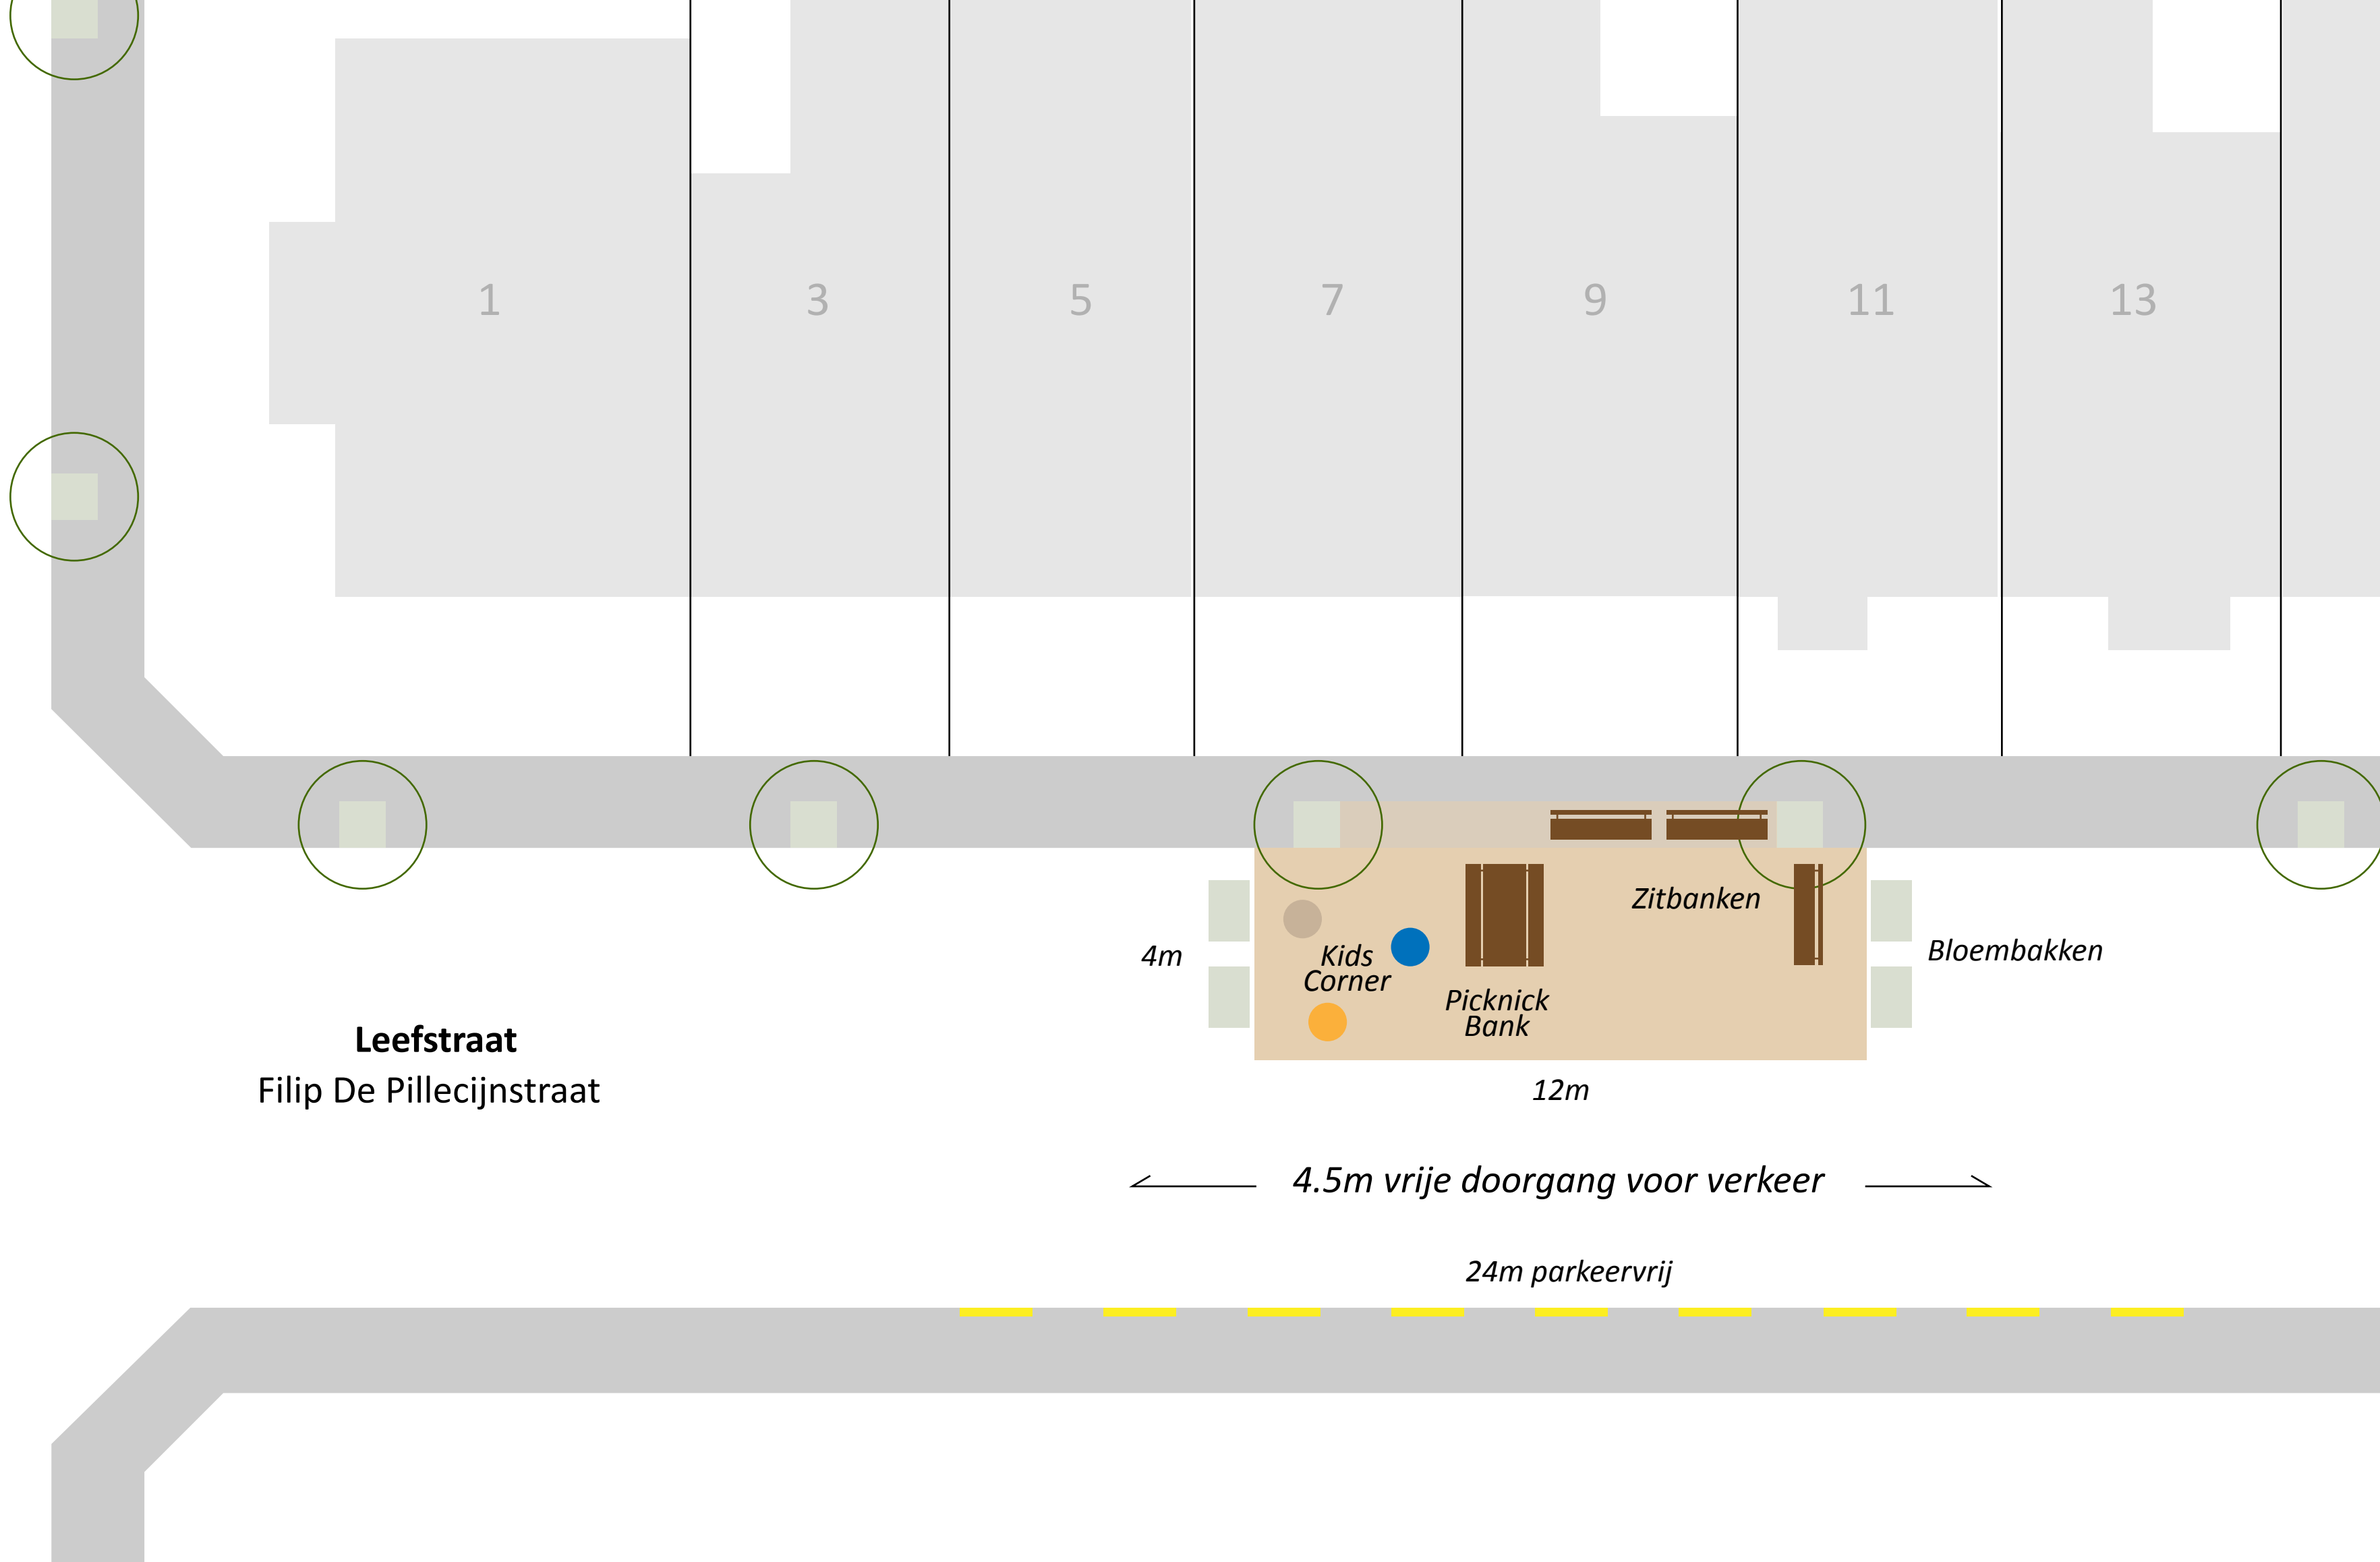 1
3
5
7
9
11
13
Zitbanken
4m
Kids
Corner
Bloembakken
Picknick
Bank
Leefstraat
Filip De Pillecijnstraat
12m
4.5m vrije doorgang voor verkeer
24m parkeervrij